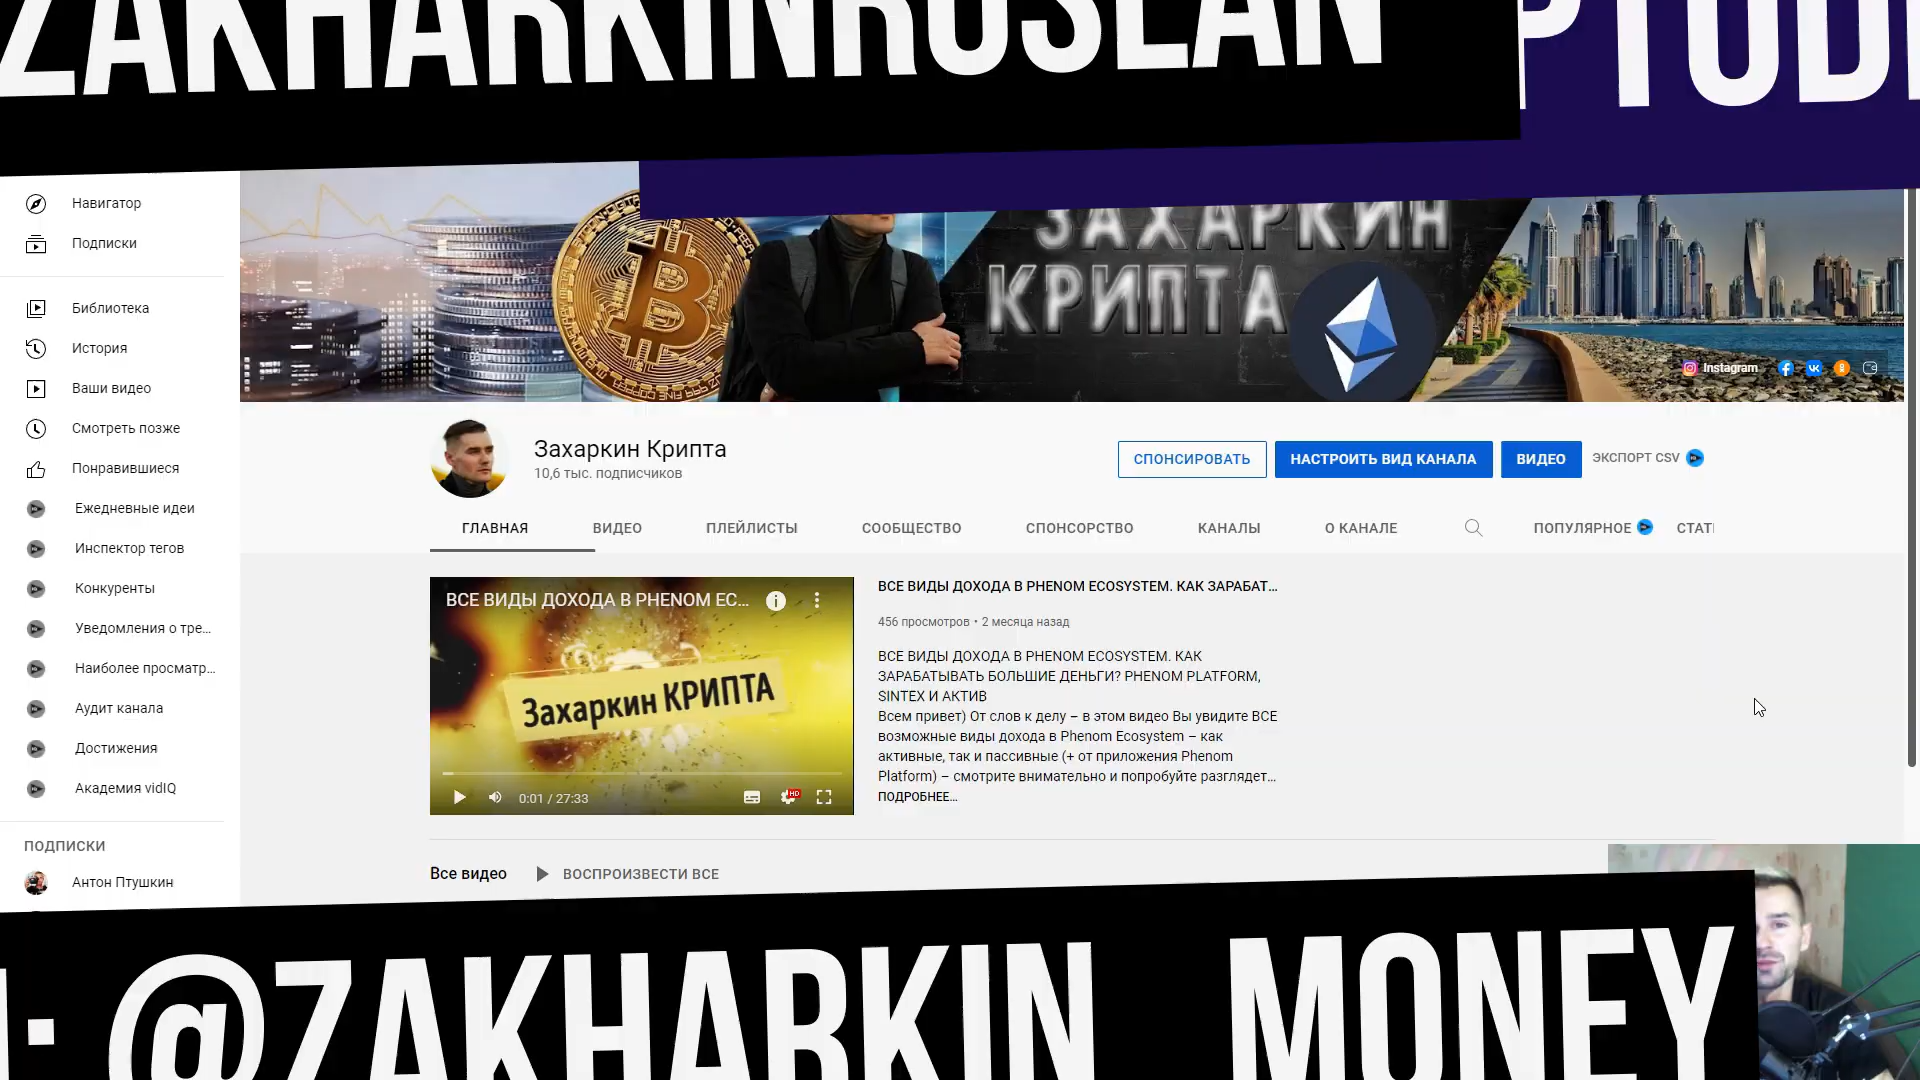 ZAKHARKINRUSLAN
Навигатор
Подписки
Библиотека
История
Ваши видео
Смотреть позже
Понравившиеся
Ежедневные идеи
Инспектор тегов
Конкуренты
Уведомления о тре...
Наиболее просматр...
Аудит канала
Достижения
Академия vidIQ
ПОДПИСКИ
Антон Птушкин
ЗАХАРКИН
КРИПТА
Instagram
Захаркин Крипта
10,6 тыс. подписчиков
СПОНСИРОВАТЬ
НАСТРОИТЬ ВИД КАНАЛА
ВИДЕО
ЭКСПОРТ CSV
ГЛАВНАЯ
ВИДЕО
ПЛЕЙЛИСТЫ
СООБЩЕСТВО
СПОНСОРСТВО
КАНАЛЫ
О КАНАЛЕ
ПОПУЛЯРНОЕ
СТАТ
ВСЕ ВИДЫ ДОХОДА В PHENOM EC...
Захаркин КРИПТА
0:01 / 27:33
HD
ВСЕ ВИДЫ ДОХОДА В PHENOM ECOSYSTEM. КАК ЗАРАБАТ...
456 просмотров • 2 месяца назад
ВСЕ ВИДЫ ДОХОДА В PHENOM ECOSYSTEM. КАК
ЗАРАБАТЫВАТЬ БОЛЬШИЕ ДЕНЬГИ? PHENOM PLATFORM,
SINTEX И АКТИВ
Всем привет) От слов к делу – в этом видео Вы увидите ВСЕ
возможные виды дохода в Phenom Ecosystem – как
активные, так и пассивные (+ от приложения Phenom
Platform) – смотрите внимательно и попробуйте разглядет...
ПОДРОБНЕЕ...
Все видео
ВОСПРОИЗВЕСТИ ВСЕ
: @ZAKHARKIN_MONEY